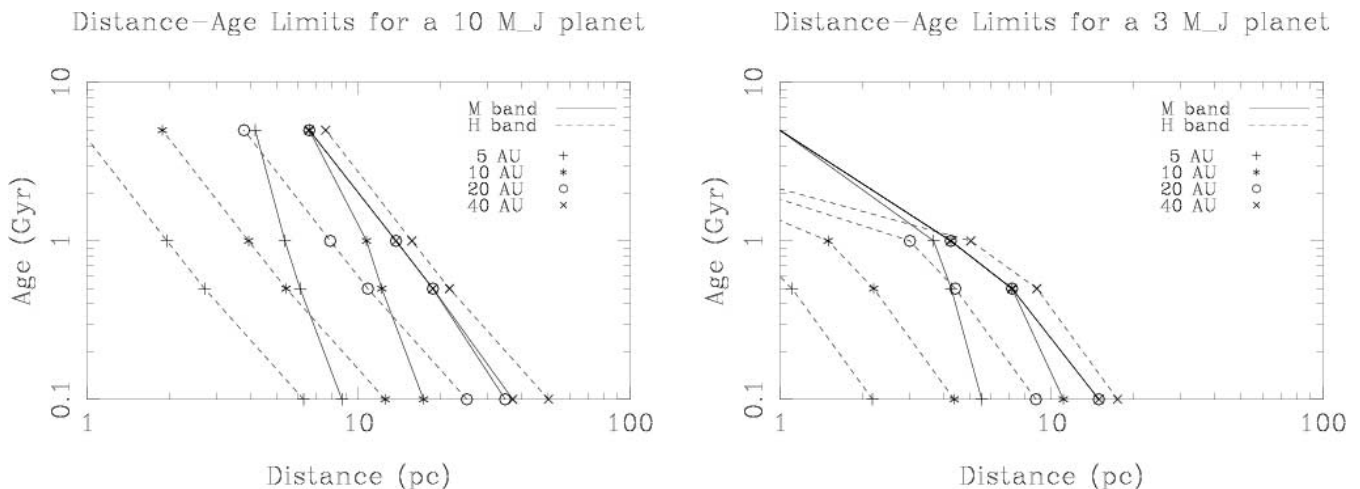 Distance-Age Limits for a 10 M_J planet
10
1
0.1
Age (Gyr)
M band
H band
5 AU
10 AU
20 AU
40 AU
1
10
100
Distance (pc)
Distance-Age Limits for a 3 M_J planet
10
1
0.1
Age (Gyr)
M band
H band
5 AU
10 AU
20 AU
40 AU
1
10
100
Distance (pc)